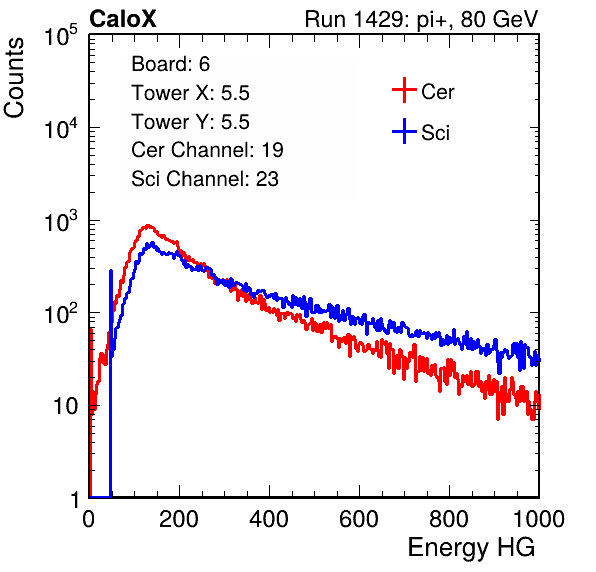 CaloX Run 1429: pi+, 80 GeV
Counts
Board: 6
Tower X: 5.5
Tower Y: 5.5
Cer Channel: 19
Sci Channel: 23
Cer
Sci
10^5
10^4
10^3
10^2
10
1
0 200 400 600 800 1000
Energy HG